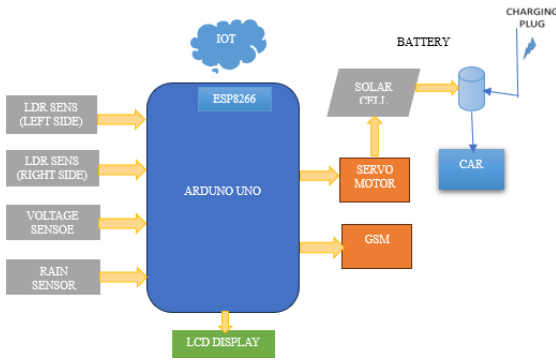 CHARGING
PLUG
IOT
BATTERY
ESP8266
SOLAR
CELL
LDR SENS
(LEFT SIDE)
LDR SENS
(RIGHT SIDE)
ARDUNO UNO
SERVO
MOTOR
CAR
VOLTAGE
SENSOE
GSM
RAIN
SENSOR
LCD DISPLAY